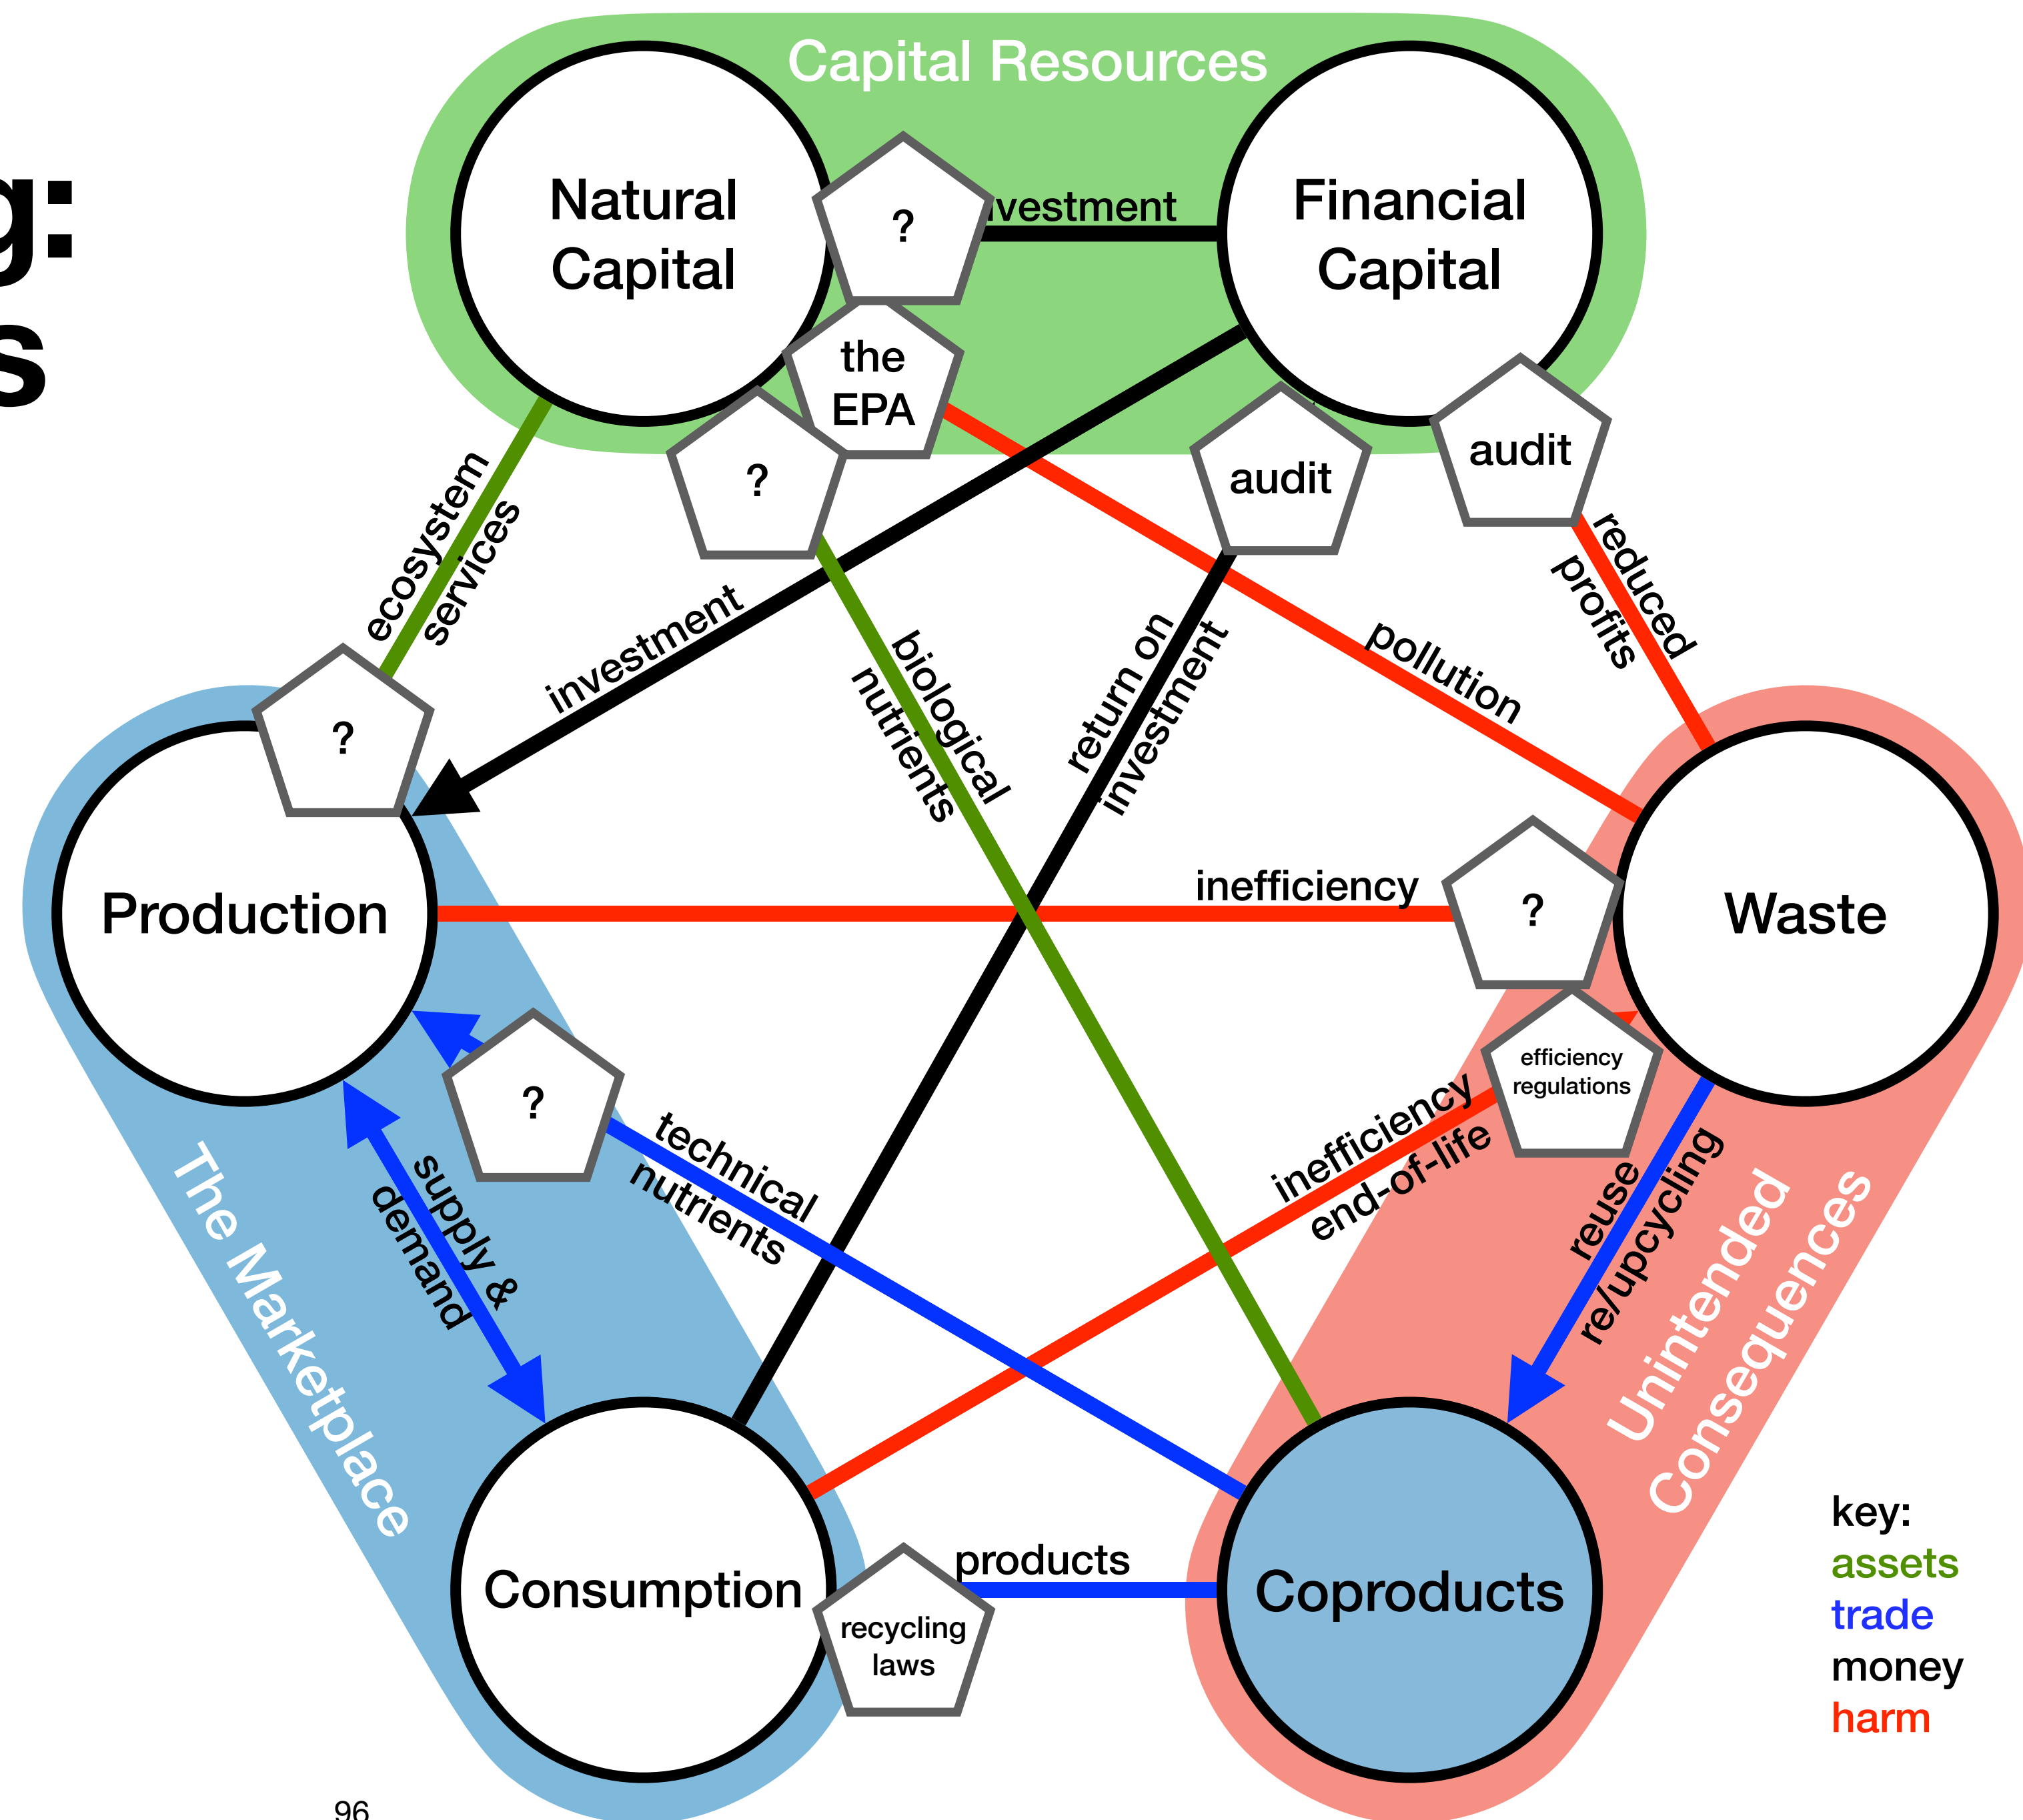 g:
s
Capital Resources
Natural
Capital
?
vestment
Financial
Capital
the
EPA
?
audit
audit
ecosystem
services
investment
biological
nutrients
return on
investment
pollution
reduced
profits
?
Production
inefficiency
?
Waste
?
efficiency
regulations
technical
nutrients
inefficiency
end-of-life
supply &
demand
reuse
re/upcycling
The Marketplace
Unintended
Consequences
Consumption
products
recycling
laws
Coproducts
key:
assets
trade
money
harm
96